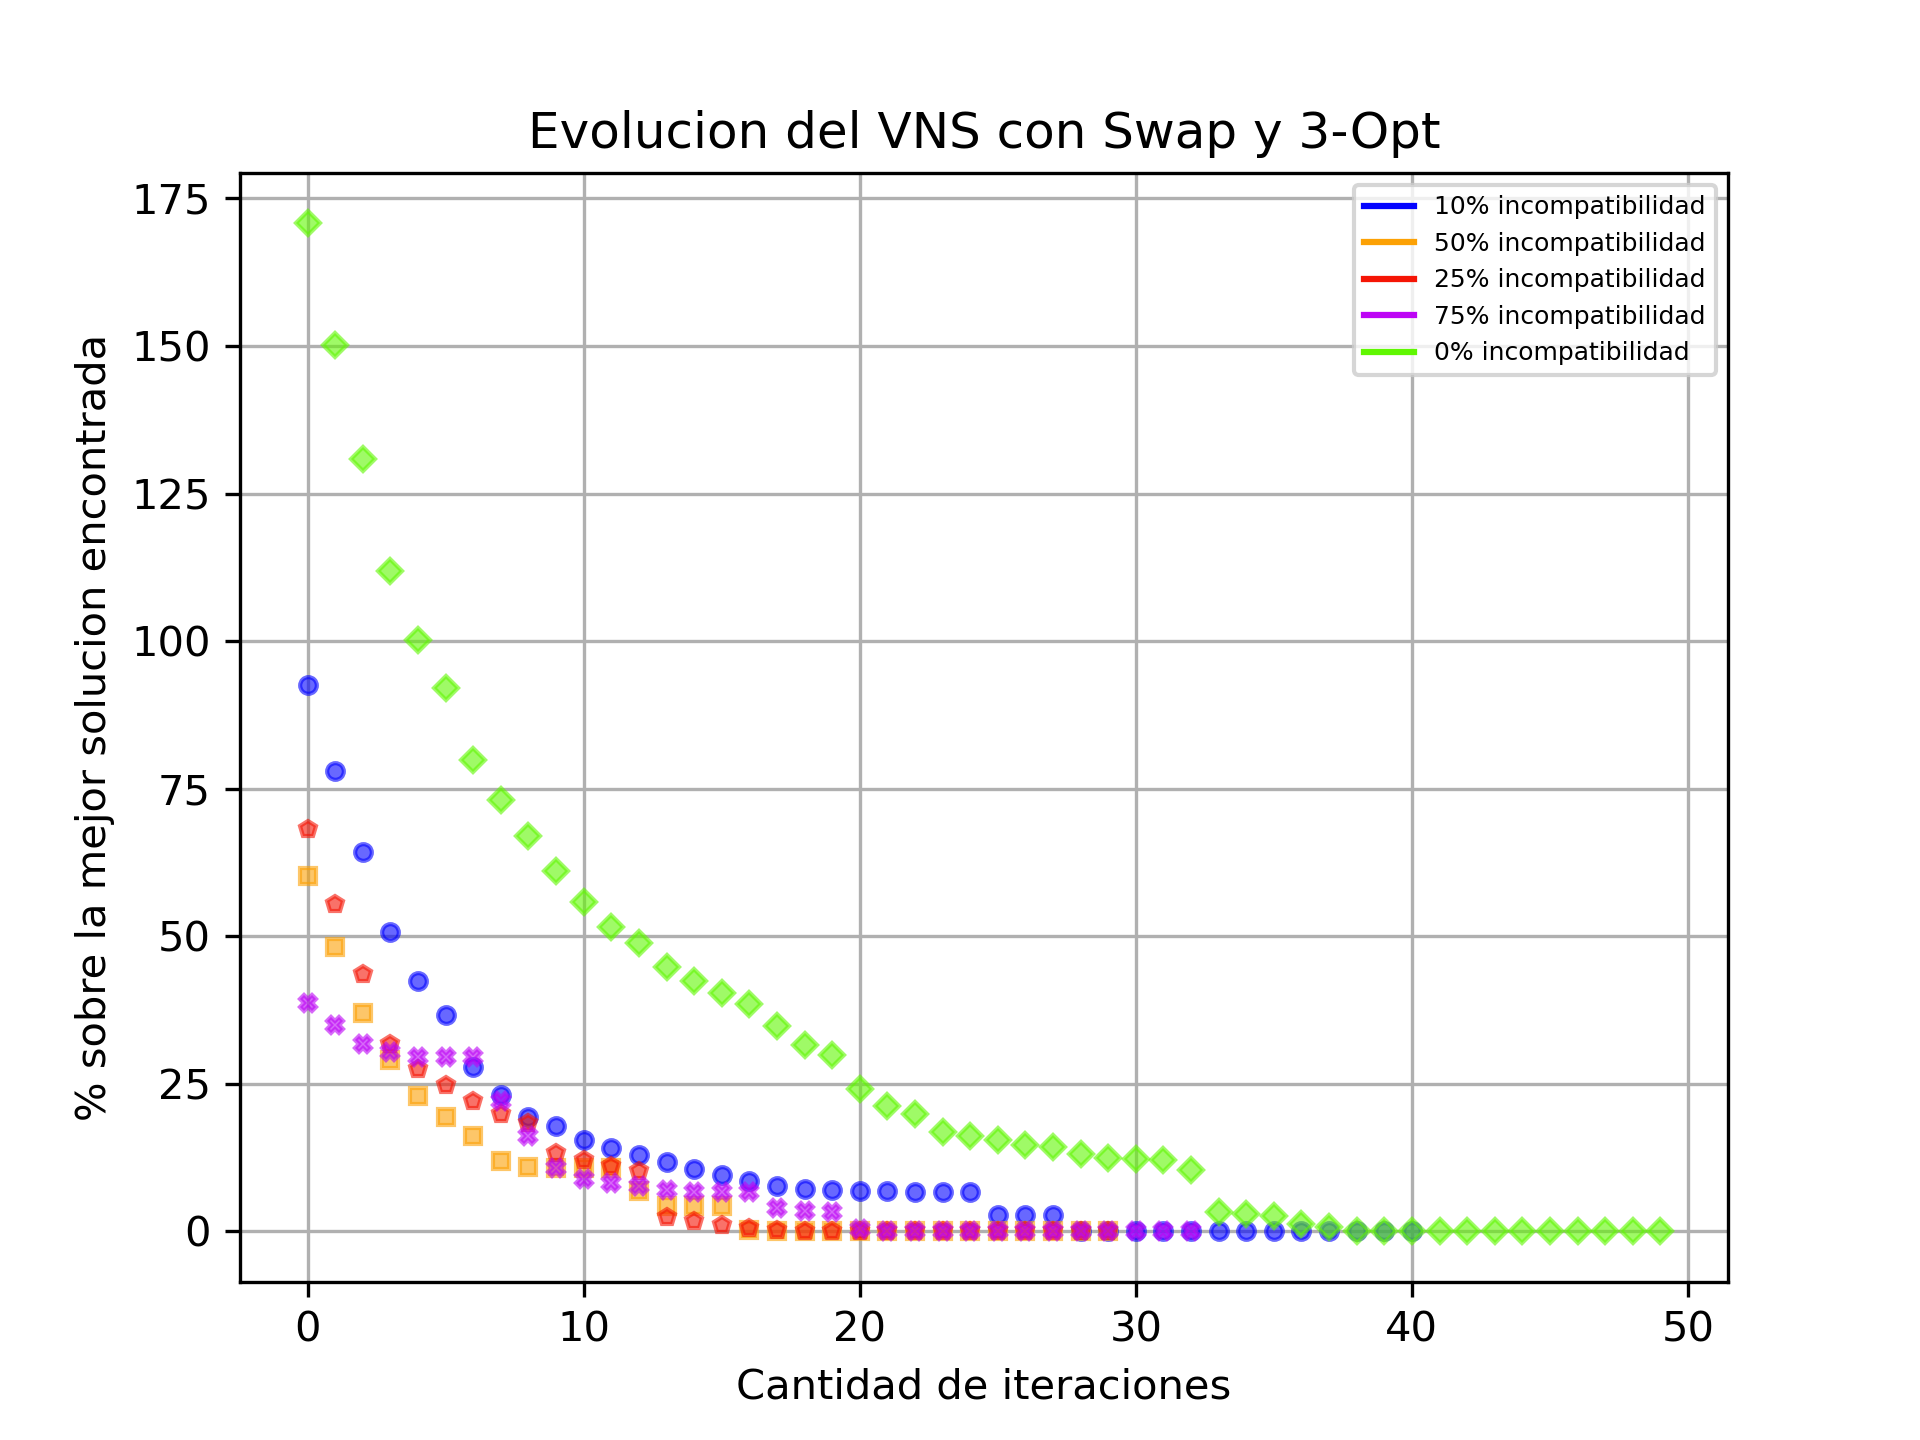 Evolucion del VNS con Swap y 3-Opt
% sobre la mejor solucion encontrada
175
150
125
100
75
50
25
0
10% incompatibilidad
50% incompatibilidad
25% incompatibilidad
75% incompatibilidad
0% incompatibilidad
0 10 20 30 40 50
Cantidad de iteraciones